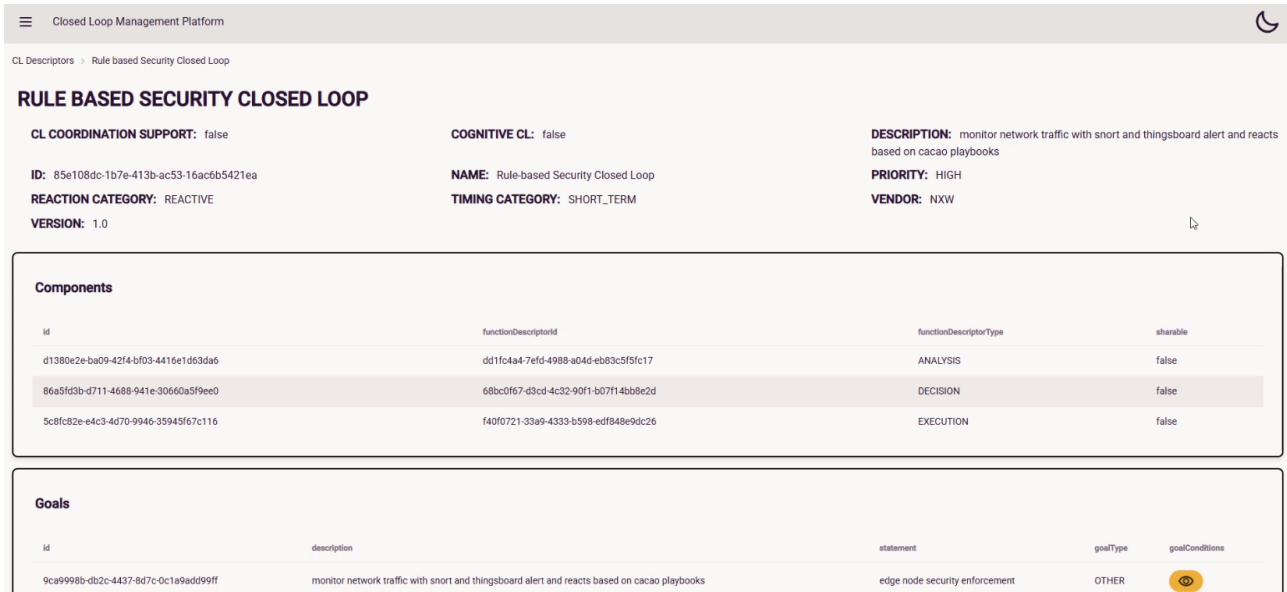 Closed Loop Management Platform
CL Descriptors > Rule based Security Closed Loop
RULE BASED SECURITY CLOSED LOOP
CL COORDINATION SUPPORT: false
COGNITIVE CL: false
DESCRIPTION: monitor network traffic with snort and thingsboard alert and reacts
based on cacao playbooks
ID: 85e108dc-1b7e-413b-ac53-16ac6b5421ea
NAME: Rule-based Security Closed Loop
PRIORITY: HIGH
REACTION CATEGORY: REACTIVE
TIMING CATEGORY: SHORT_TERM
VENDOR: NXW
VERSION: 1.0
Components
id functionDescriptorId functionDescriptorType sharable
d1380e2e-ba09-42f4-bf03-4416e1d63da6 dd1fc4a4-7efd-4988-a04d-eb83c5f5fc17 ANALYSIS false
86a5fd3b-d711-4688-941e-30660a5f9ee0 68bc0f67-d3cd-4c32-90f1-b07f14bb8e2d DECISION false
5c8fc82e-e4c3-4d70-9946-35945f67c116 f40f0721-33a9-4333-b598-edf848e9dc26 EXECUTION false
Goals
id description statement goalType goalConditions
9ca9998b-db2c-4437-8d7c-0c1a9add99ff monitor network traffic with snort and thingsboard alert and reacts based on cacao playbooks edge node security enforcement OTHER